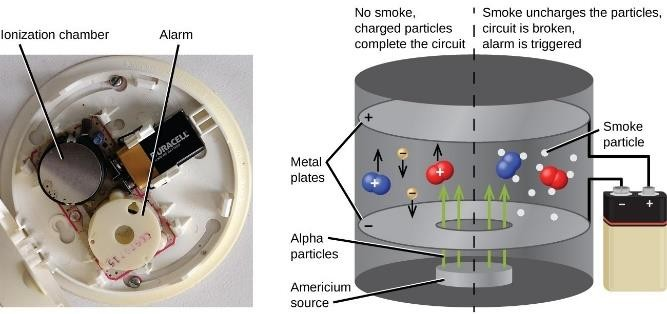 Ionization chamber
Alarm
DURACELL
No smoke,
charged particles
complete the circuit
Smoke uncharges the particles,
circuit is broken,
alarm is triggered
+
Smoke
particle
Metal
plates
+
+
−
−
−
− +
Alpha
particles
Americium
source